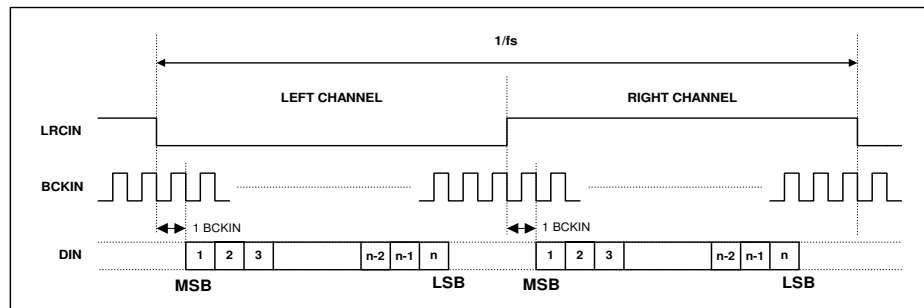 1/fs
LEFT CHANNEL RIGHT CHANNEL
LRCIN
BCKIN
1 BCKIN 1 BCKIN
DIN 1 2 3 n-2 n-1 n 1 2 3 n-2 n-1 n
MSB LSB MSB LSB